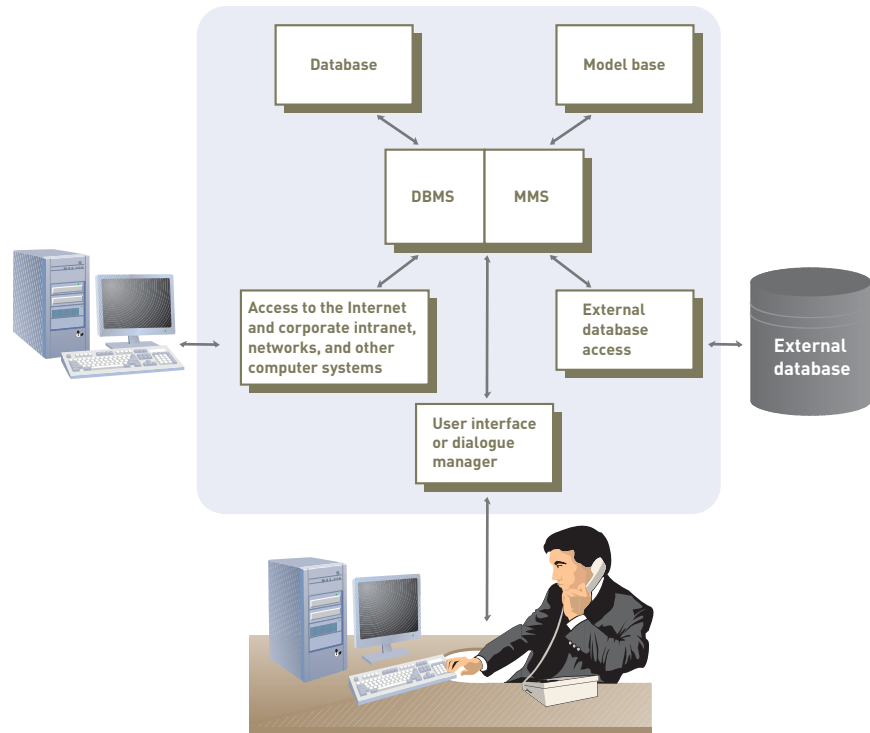 Database
Model base
DBMS
MMS
Access to the Internet
and corporate intranet,
networks, and other
computer systems
External
database
access
External
database
User interface
or dialogue
manager